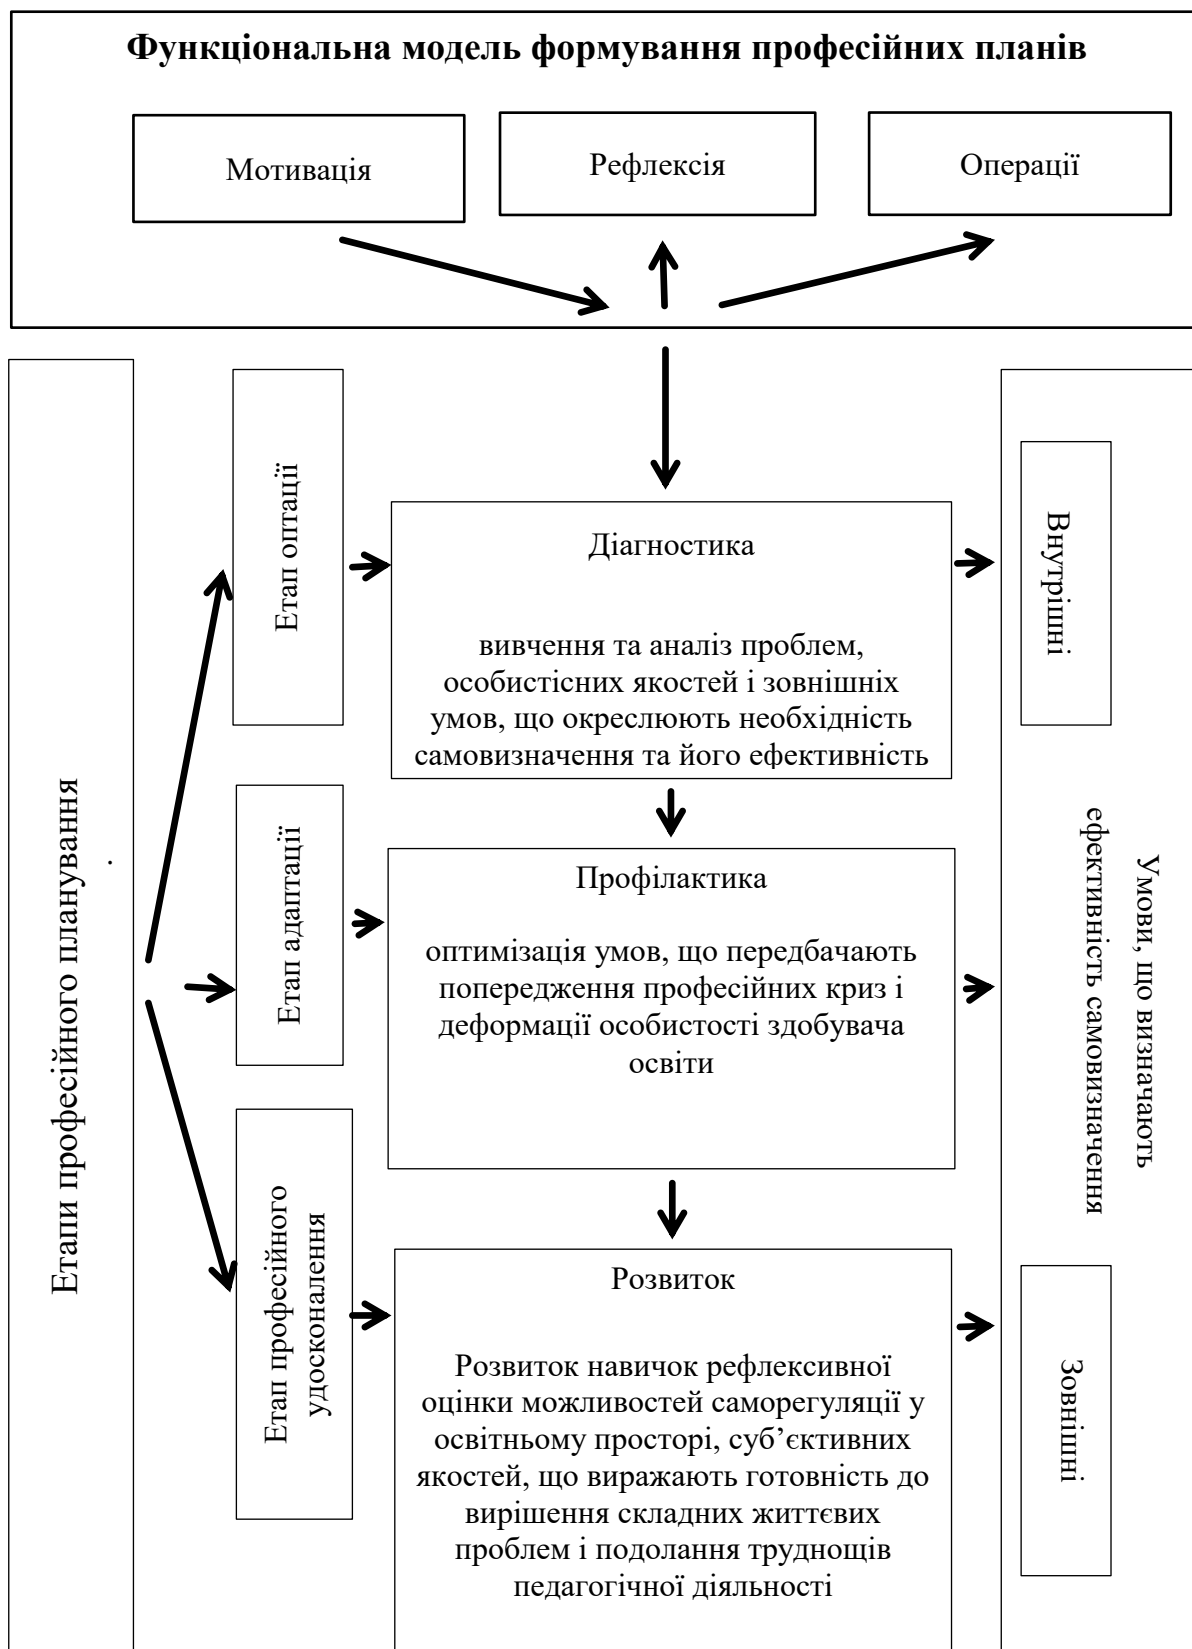 Функціональна модель формування професійних планів
Мотивація
Рефлексія
Операції
Етапи професійного планування
.
Етап оптації
Діагностика
вивчення та аналіз проблем,
особистісних якостей і зовнішніх
умов, що окреслюють необхідність
самовизначення та його ефективність
Внутрішні
Етап адаптації
Профілактика
оптимізація умов, що передбачають
попередження професійних криз і
деформації особистості здобувача
освіти
Умови, що визначають
ефективність самовизначення
Етап професійного
удосконалення
Розвиток
Розвиток навичок рефлексивної
оцінки можливостей саморегуляції у
освітньому просторі, суб’єктивних
якостей, що виражають готовність до
вирішення складних життєвих
проблем і подолання труднощів
педагогічної діяльності
Зовнішні